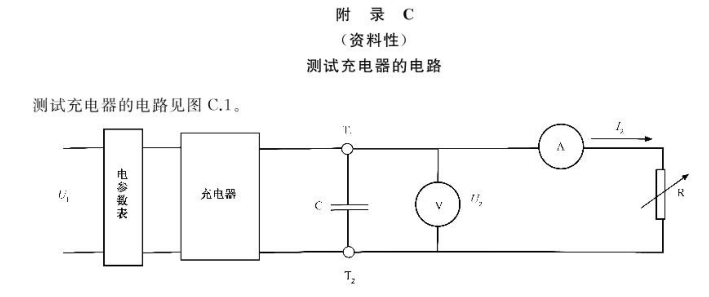 附 录 C
（资料性）
测试充电器的电路
测试充电器的电路见图 C.1。
T₁
A
I₂
U₁
电参数表
充电器
C
V
U₂
R
T₂